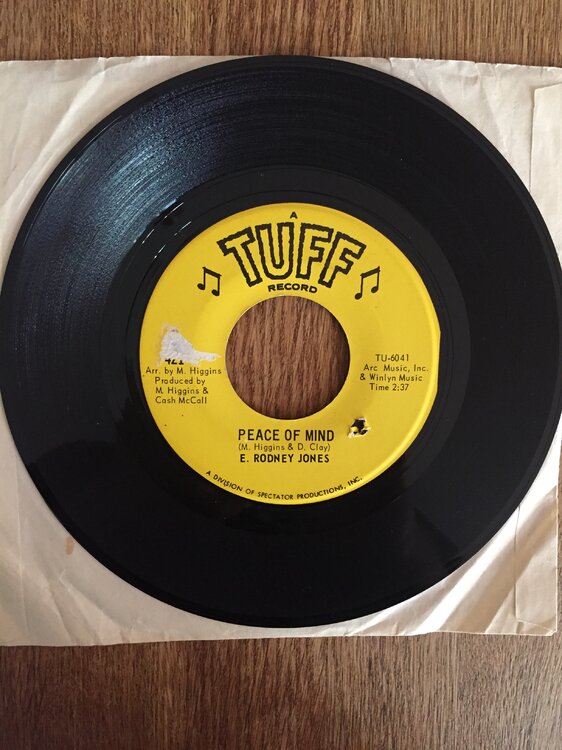 A
TUFF
RECORD
421
Arr. by M. Higgins
Produced by
M. Higgins &
Cash McCall
TU-6041
Arc Music, Inc.
& Winlyn Music
Time 2:37
PEACE OF MIND
(M. Higgins & D. Clay)
E. RODNEY JONES
A DIVISION OF SPECTATOR PRODUCTIONS, INC.